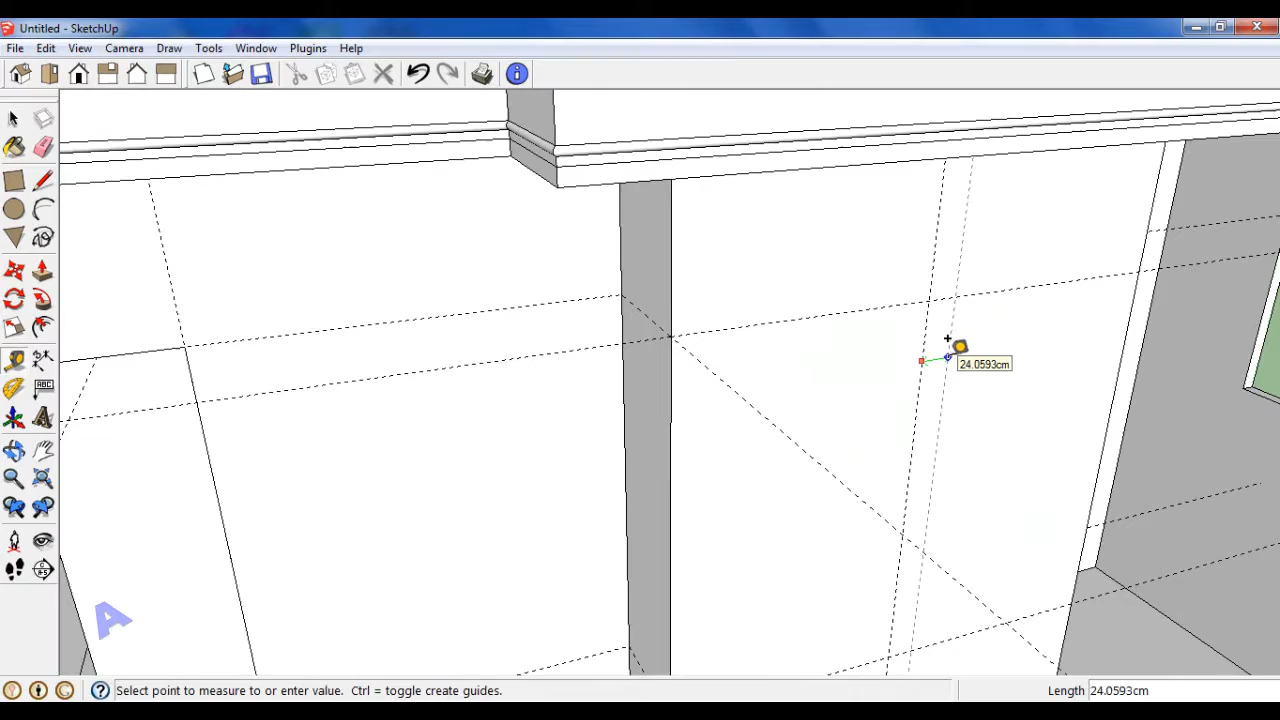 Untitled - SketchUp
File Edit View Camera Draw Tools Window Plugins Help
ABC
A
24.0593cm
A
Select point to measure to or enter value. Ctrl = toggle create guides.
Length 24.0593cm